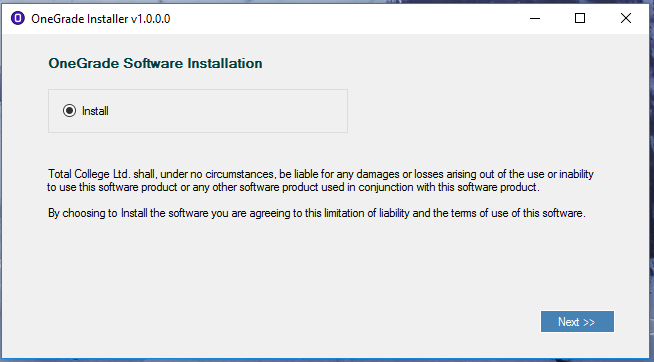 OneGrade Installer v1.0.0.0
OneGrade Software Installation
Install
Total College Ltd. shall, under no circumstances, be liable for any damages or losses arising out of the use or inability
to use this software product or any other software product used in conjunction with this software product.
By choosing to Install the software you are agreeing to this limitation of liability and the terms of use of this software.
Next >>